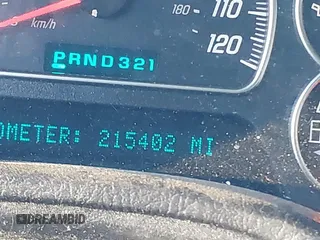 110
180
120
km/h
PRND321
OMETER: 215402 MI
DREAMBID